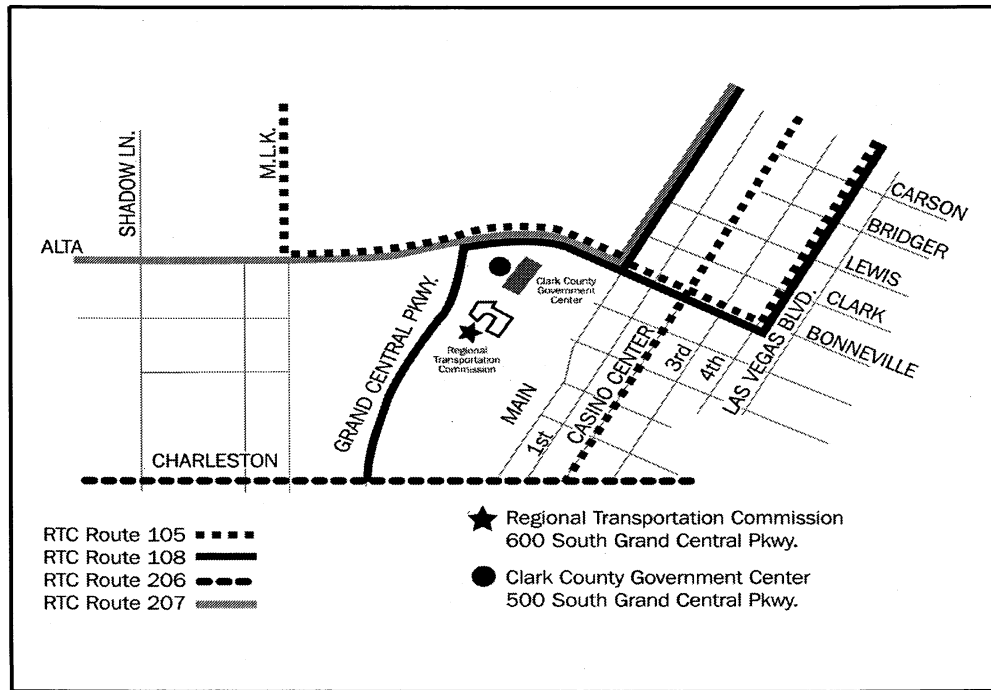 SHADOW LN.
M.L.K.
ALTA
CARSON
BRIDGER
LEWIS
CLARK
BONNEVILLE
Clark County
Government
Center
GRAND CENTRAL PKWY.
Regional
Transportation
Commission
MAIN
1st
CASINO CENTER
3rd
4th
LAS VEGAS BLVD.
CHARLESTON
RTC Route 105
RTC Route 108
RTC Route 206
RTC Route 207
Regional Transportation Commission
600 South Grand Central Pkwy.
Clark County Government Center
500 South Grand Central Pkwy.